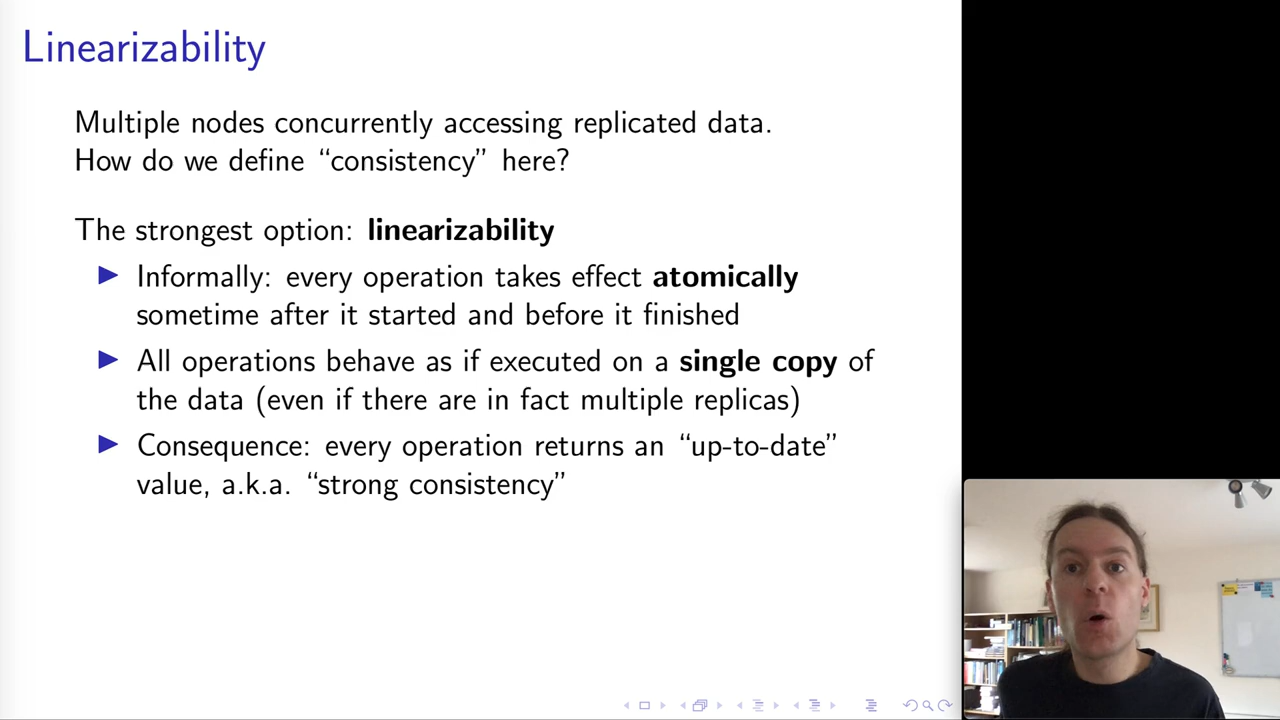 Linearizability
Multiple nodes concurrently accessing replicated data.
How do we define “consistency” here?
The strongest option: linearizability
Informally: every operation takes effect atomically
sometime after it started and before it finished
All operations behave as if executed on a single copy of
the data (even if there are in fact multiple replicas)
Consequence: every operation returns an “up-to-date”
value, a.k.a. “strong consistency”